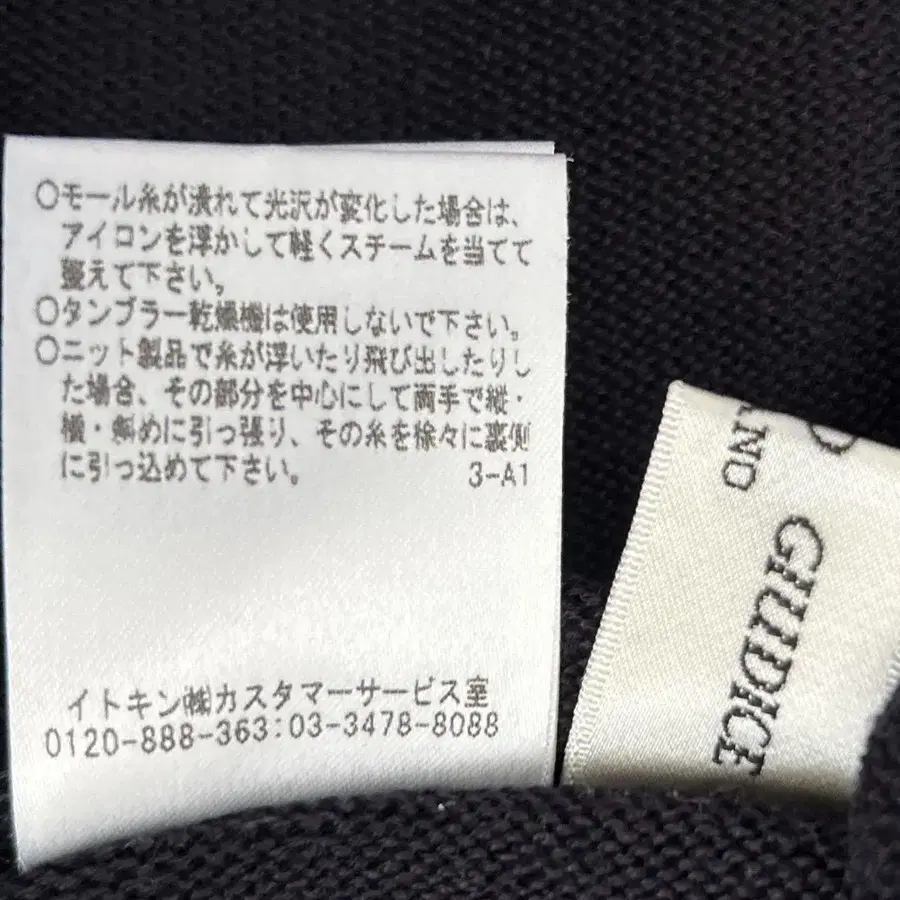 ○モール糸が潰れて光沢が変化した場合は、
アイロンを浮かして軽くスチームを当てて
整えて下さい。
○タンブラー乾燥機は使用しないで下さい。
○ニット製品で糸が浮いたり飛び出したりし
た場合、その部分を中心にして両手で縦・
横・斜めに引っ張り、その糸を徐々に裏側
に引っ込めて下さい。
3-A1
イトキン㈱カスタマーサービス室
0120-888-363:03-3478-8088
GIUDICE